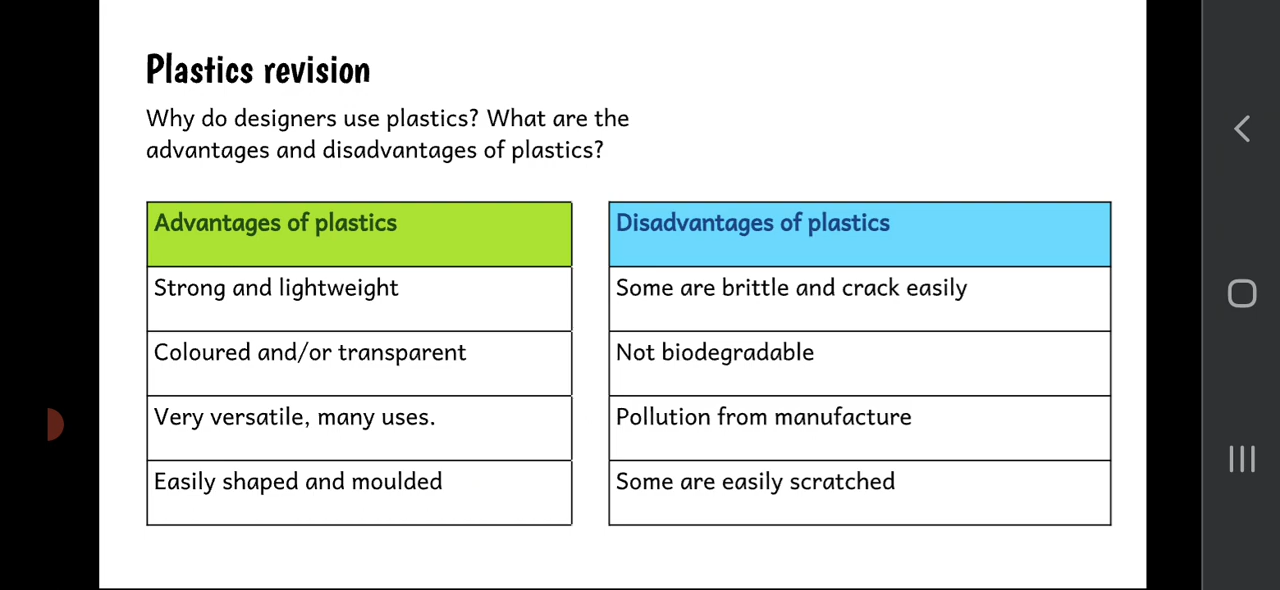 Plastics revision
Why do designers use plastics? What are the
advantages and disadvantages of plastics?
Advantages of plastics
Strong and lightweight
Coloured and/or transparent
Very versatile, many uses.
Easily shaped and moulded
Disadvantages of plastics
Some are brittle and crack easily
Not biodegradable
Pollution from manufacture
Some are easily scratched